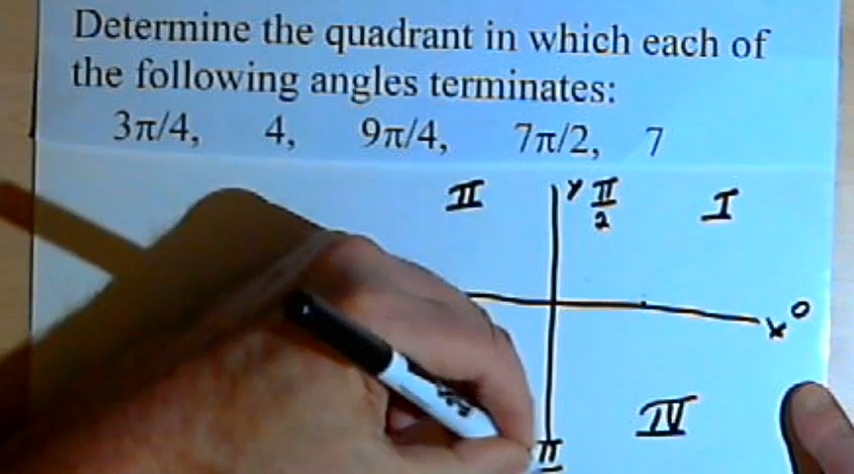 Determine the quadrant in which each of
the following angles terminates:
3π/4, 4, 9π/4, 7π/2, 7
II y π/2 I
x 0
IV
π